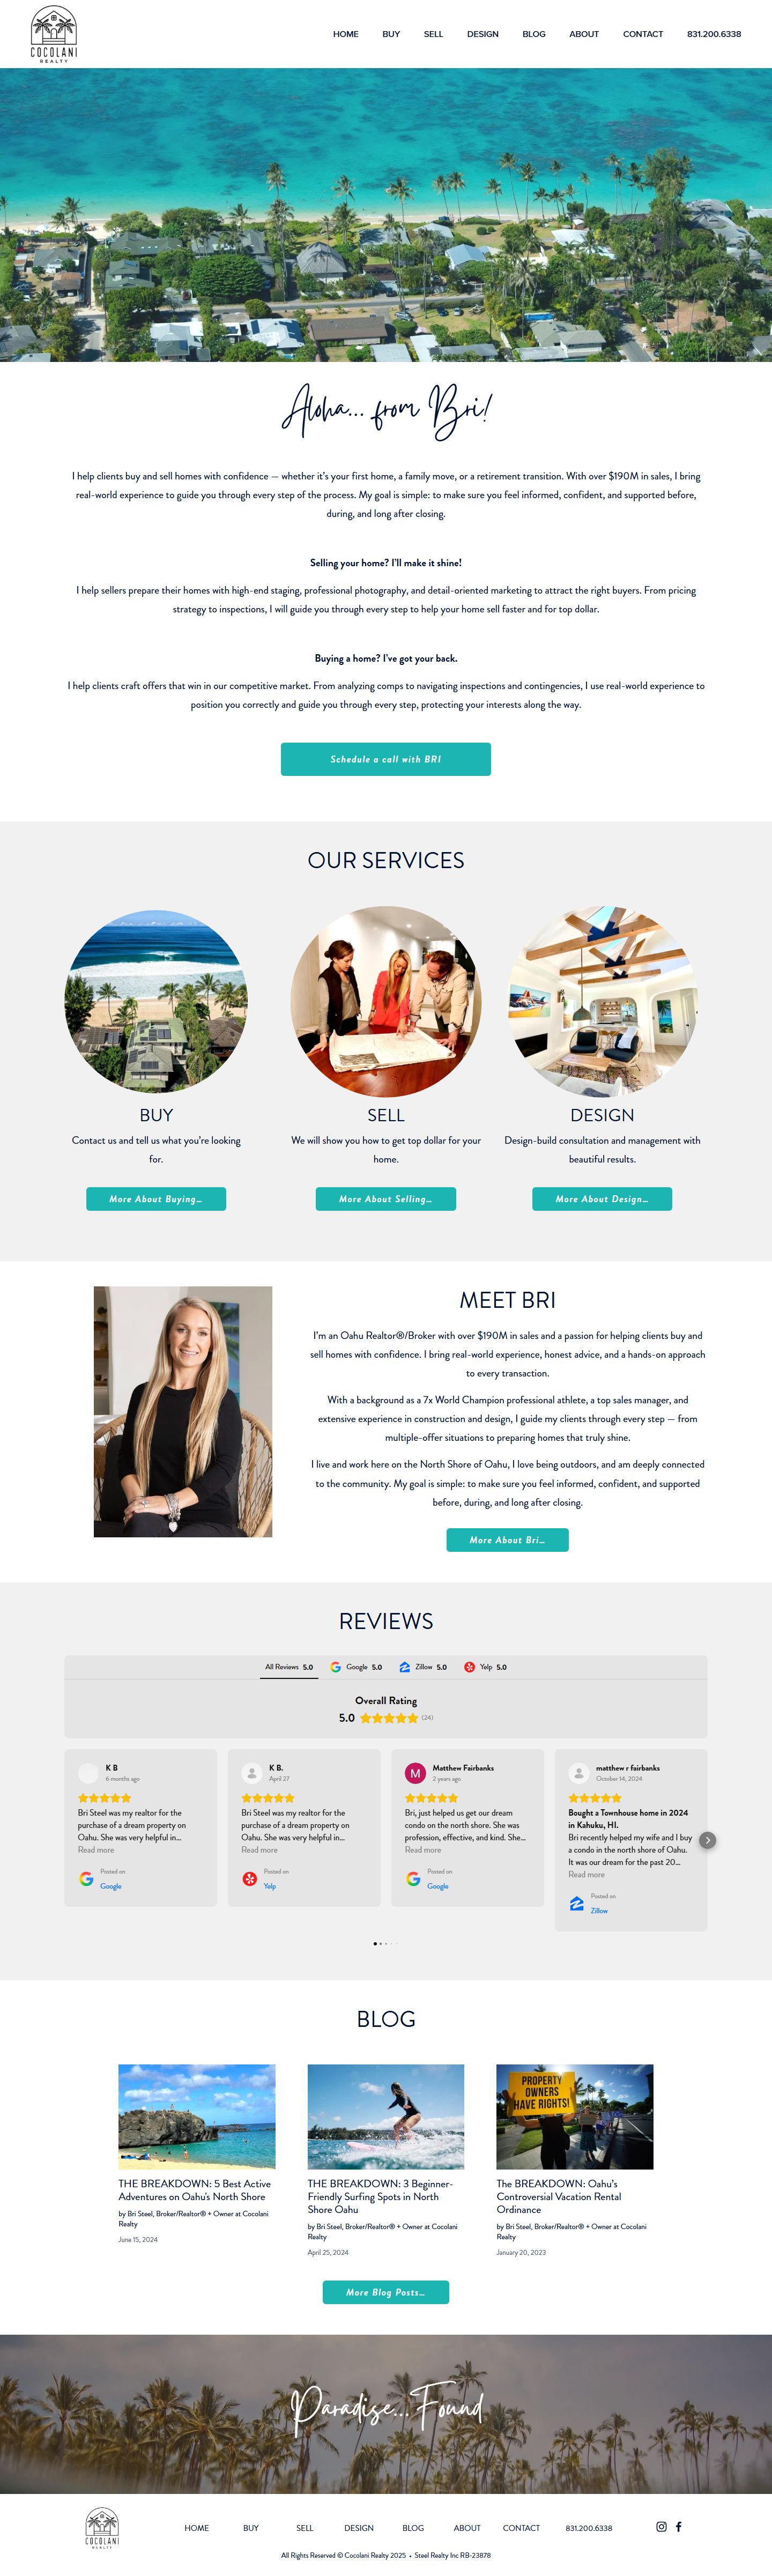 COCOLANI
REALTY
HOME BUY SELL DESIGN BLOG ABOUT CONTACT 831.200.6338
Aloha... from Bri!
I help clients buy and sell homes with confidence — whether it's your first home, a family move, or a retirement transition. With over $190M in sales, I bring
real-world experience to guide you through every step of the process. My goal is simple: to make sure you feel informed, confident, and supported before,
during, and long after closing.
Selling your home? I'll make it shine!
I help sellers prepare their homes with high-end staging, professional photography, and detail-oriented marketing to attract the right buyers. From pricing
strategy to inspections, I will guide you through every step to help your home sell faster and for top dollar.
Buying a home? I've got your back.
I help clients craft offers that win in our competitive market. From analyzing comps to navigating inspections and contingencies, I use real-world experience to
position you correctly and guide you through every step, protecting your interests along the way.
Schedule a call with BRI
OUR SERVICES
BUY
Contact us and tell us what you're looking
for.
More About Buying...
SELL
We will show you how to get top dollar for your
home.
More About Selling...
DESIGN
Design-build consultation and management with
beautiful results.
More About Design...
MEET BRI
I'm an Oahu Realtor®/Broker with over $190M in sales and a passion for helping clients buy and
sell homes with confidence. I bring real-world experience, honest advice, and a hands-on approach
to every transaction.
With a background as a 7x World Champion professional athlete, a top sales manager, and
extensive experience in construction and design, I guide my clients through every step — from
multiple-offer situations to preparing homes that truly shine.
I live and work here on the North Shore of Oahu, I love being outdoors, and am deeply connected
to the community. My goal is simple: to make sure you feel informed, confident, and supported
before, during, and long after closing.
More About Bri...
REVIEWS
All Reviews 5.0 Google 5.0 Zillow 5.0 Yelp 5.0
Overall Rating
5.0 (24)
K B
6 months ago
Bri Steel was my realtor for the
purchase of a dream property on
Oahu. She was very helpful in...
Read more
Posted on
Google
K B.
April 27
Bri Steel was my realtor for the
purchase of a dream property on
Oahu. She was very helpful in...
Read more
Posted on
Yelp
M
Matthew Fairbanks
2 years ago
Bri, just helped us get our dream
condo on the north shore. She was
profession, effective, and kind. She...
Read more
Posted on
Google
matthew r fairbanks
October 14, 2024
Bought a Townhouse home in 2024
in Kahuku, HI.
Bri recently helped my wife and I buy
a condo in the north shore of Oahu.
It was our dream for the past 20...
Read more
Posted on
Zillow
BLOG
THE BREAKDOWN: 5 Best Active
Adventures on Oahu's North Shore
by Bri Steel, Broker/Realtor® + Owner at Cocolani
Realty
June 15, 2024
THE BREAKDOWN: 3 Beginner-
Friendly Surfing Spots in North
Shore Oahu
by Bri Steel, Broker/Realtor® + Owner at Cocolani
Realty
April 25, 2024
PROPERTY
OWNERS
HAVE RIGHTS!
The BREAKDOWN: Oahu's
Controversial Vacation Rental
Ordinance
by Bri Steel, Broker/Realtor® + Owner at Cocolani
Realty
January 20, 2023
More Blog Posts...
Paradise...Found
COCOLANI
REALTY
HOME BUY SELL DESIGN BLOG ABOUT CONTACT 831.200.6338
All Rights Reserved © Cocolani Realty 2025 • Steel Realty Inc RB-23878